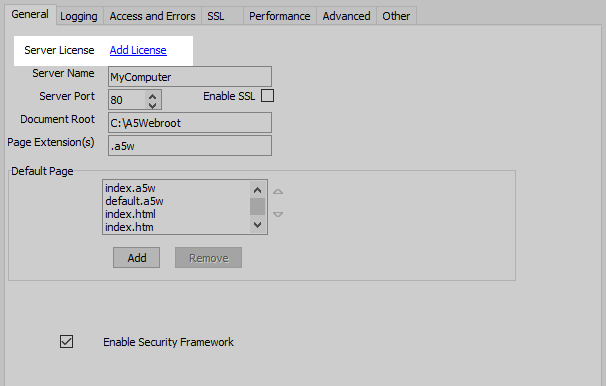 General Logging Access and Errors SSL Performance Advanced Other
Server License Add License
Server Name MyComputer
Server Port 80 Enable SSL
Document Root C:\A5Webroot
Page Extension(s) .a5w
Default Page
index.a5w
default.a5w
index.html
index.htm
Add Remove
Enable Security Framework